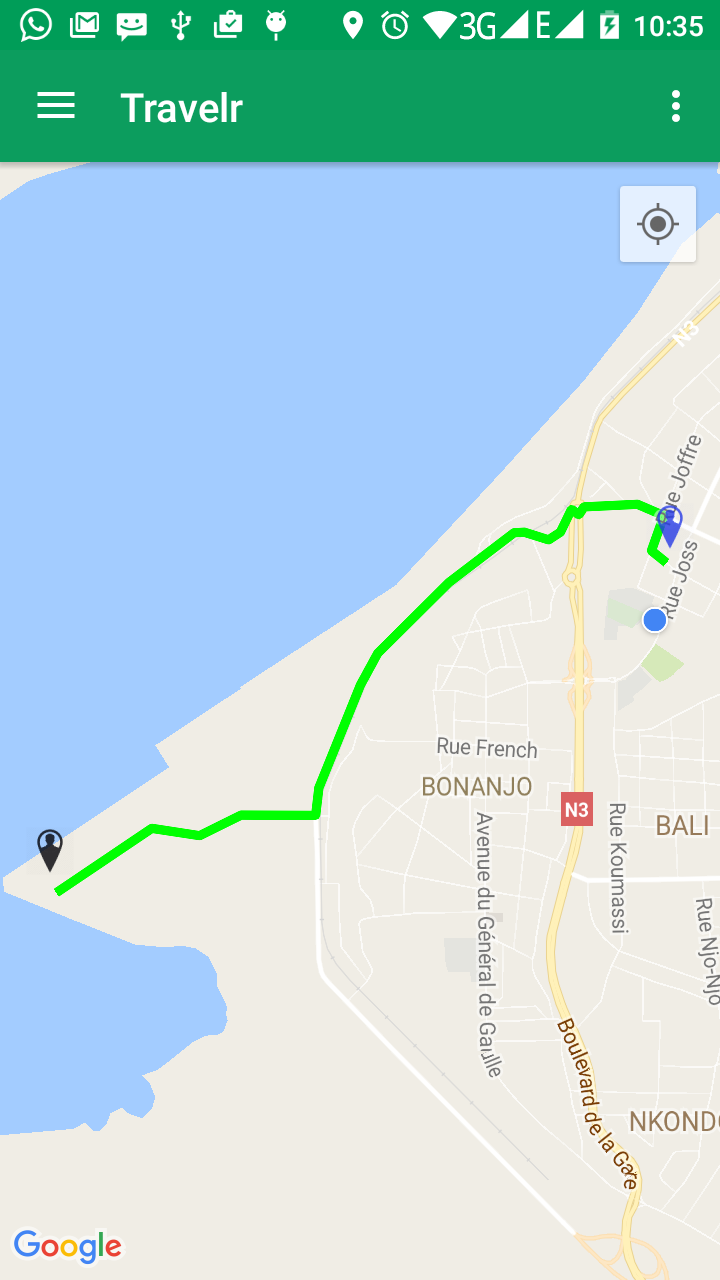 3G E 10:35
Travelr
N3
Rue Joffre
Rue Joss
Rue French
BONANJO
N3
Rue Koumassi
BALI
Avenue du Général de Gaulle
Rue Njo-Njo
Boulevard de la Gare
NKONDO
Google